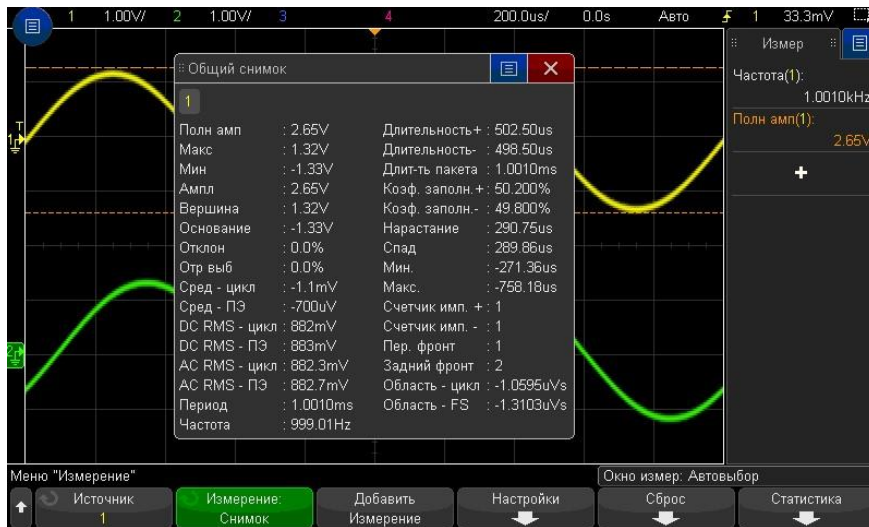 1 1.00V/ 2 1.00V/ 3 4 200.0us/ 0.0s Авто 1 33.3mV
Измер
Частота(1):
1.0010kHz
Полн амп(1):
2.65V
+
T
1
2
Общий снимок
1
Полн амп : 2.65V Длительность+ : 502.50us
Макс : 1.32V Длительность- : 498.50us
Мин : -1.33V Длит-ть пакета : 1.0010ms
Ампл : 2.65V Коэф. заполн.+ : 50.200%
Вершина : 1.32V Коэф. заполн.- : 49.800%
Основание : -1.33V Нарастание : 290.75us
Отклон : 0.0% Спад : 289.86us
Отр выб : 0.0% Мин. : -271.36us
Сред - цикл : -1.1mV Макс. : -758.18us
Сред - ПЭ : -700uV Счетчик имп. + : 1
DC RMS - цикл : 882mV Счетчик имп. - : 1
DC RMS - ПЭ : 883mV Пер. фронт : 1
AC RMS - цикл : 882.3mV Задний фронт : 2
AC RMS - ПЭ : 882.7mV Область - цикл : -1.0595uVs
Период : 1.0010ms Область - FS : -1.3103uVs
Частота : 999.01Hz
Меню "Измерение" Окно измер: Автовыбор
Источник
1
Измерение:
Снимок
Добавить
Измерение
Настройки
Сброс
Статистика